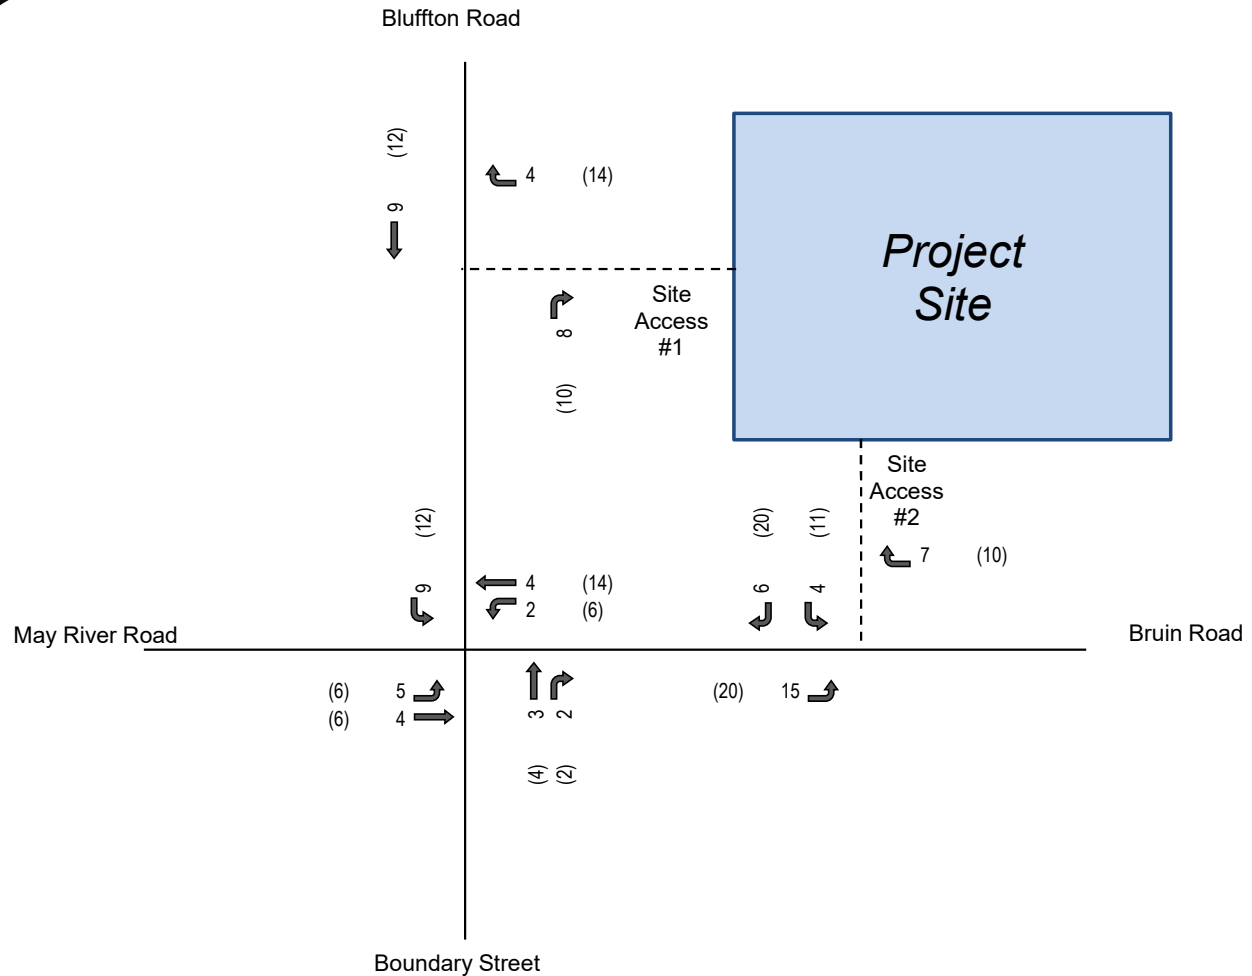 Bluffton Road
(12)
4 (14)
9
Project
Site
Site
Access
#1
8
(10)
Site
Access
#2
(12)
(20) (11)
7 (10)
9
4 (14)
2 (6)
6 4
May River Road
Bruin Road
(6) 5
(6) 4
3 2
(4) (2)
(20) 15
Boundary Street